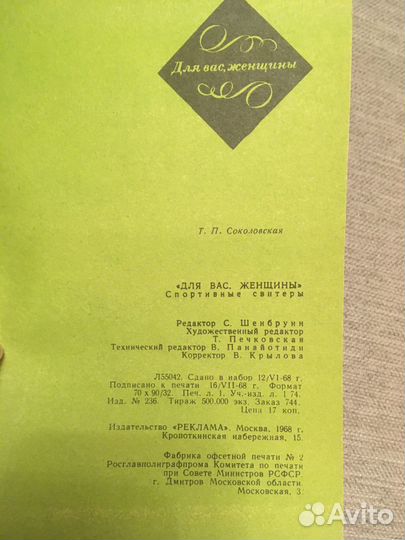 Для вас, женщины
Т. П. Соколовская
«ДЛЯ ВАС, ЖЕНЩИНЫ»
Спортивные свитеры
Редактор С. Шенбрунн
Художественный редактор
Т. Печковская
Технический редактор В. Панайотиди
Корректор В. Крылова
Л55042. Сдано в набор 12/VI-68 г.
Подписано к печати 16/VII-68 г. Формат
70 х 90/32. Печ. л. 1. Уч.-изд. л. 1 74.
Изд. № 236. Тираж 500.000 экз. Заказ 744.
Цена 17 коп.
Издательство «РЕКЛАМА». Москва, 1968 г.
Кропоткинская набережная, 15.
Фабрика офсетной печати № 2
Росглавполиграфпрома Комитета по печати
при Совете Министров РСФСР.
г. Дмитров Московской области.
Московская, 3.
Avito